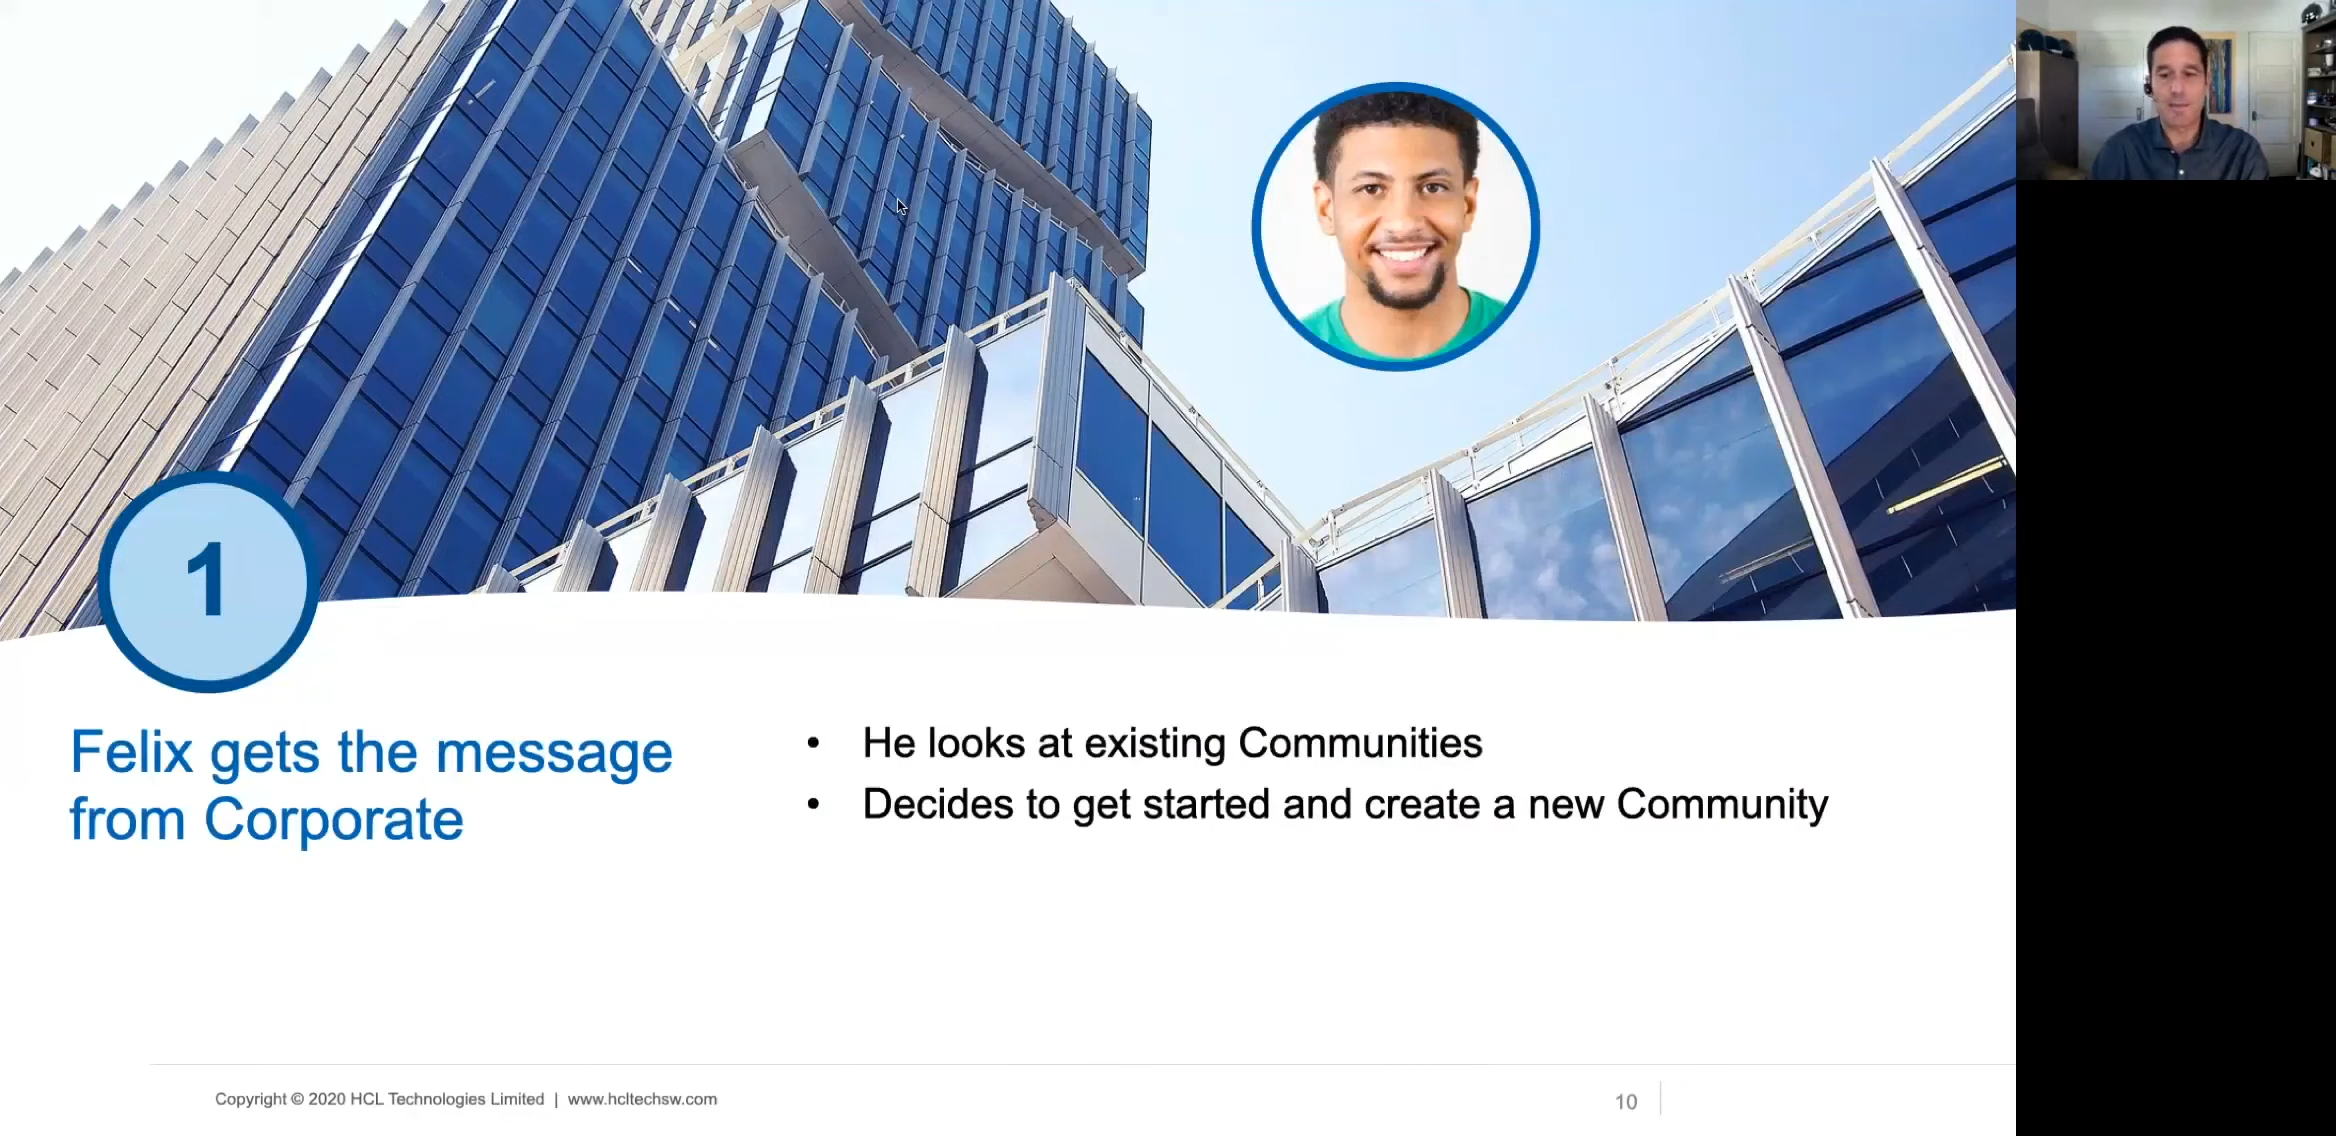 1
Felix gets the message
from Corporate
• He looks at existing Communities
• Decides to get started and create a new Community
Copyright © 2020 HCL Technologies Limited | www.hcltechsw.com
10